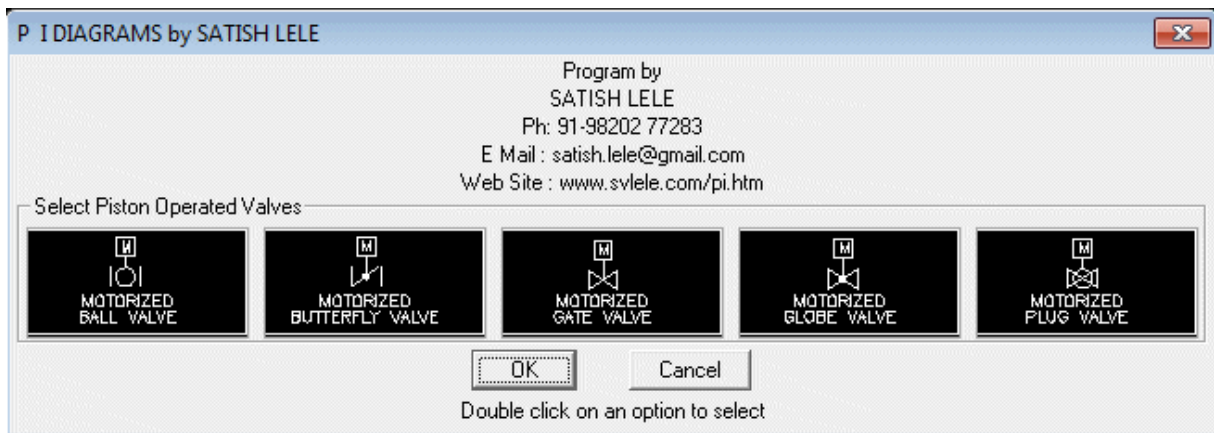 P I DIAGRAMS by SATISH LELE
Program by
SATISH LELE
Ph: 91-98202 77283
E Mail : satish.lele@gmail.com
Web Site : www.svlele.com/pi.htm
Select Piston Operated Valves
M M M M M
MOTORIZED MOTORIZED MOTORIZED MOTORIZED MOTORIZED
BALL VALVE BUTTERFLY VALVE GATE VALVE GLOBE VALVE PLUG VALVE
OK Cancel
Double click on an option to select